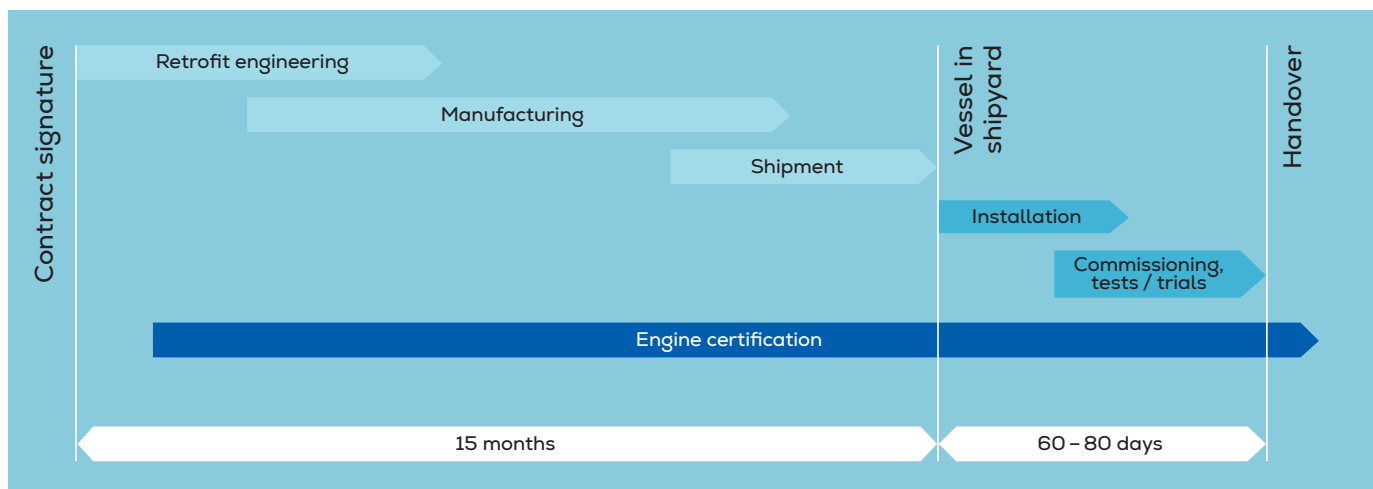 Contract signature
Retrofit engineering
Manufacturing
Shipment
Vessel in
shipyard
Handover
Installation
Commissioning,
tests / trials
Engine certification
15 months
60 – 80 days